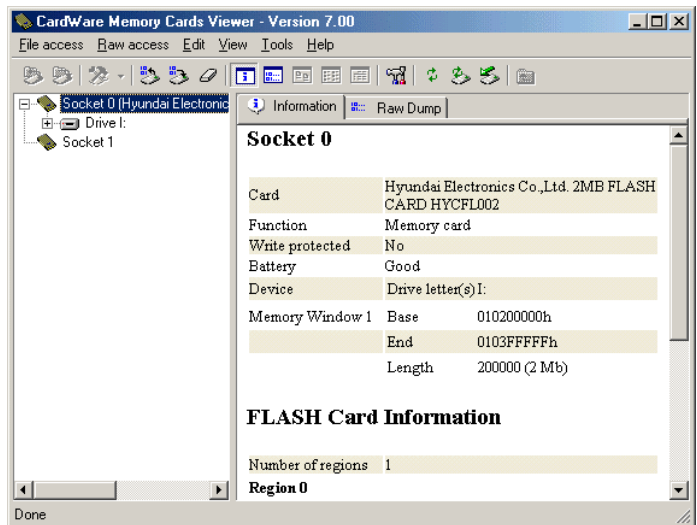 CardWare Memory Cards Viewer - Version 7.00
File access Raw access Edit View Tools Help
Socket 0 (Hyundai Electronic
Drive I:
Socket 1
Information
Raw Dump
Socket 0
Card
Hyundai Electronics Co.,Ltd. 2MB FLASH
CARD HYCFL002
Function Memory card
Write protected No
Battery Good
Device Drive letter(s) I:
Memory Window 1 Base 010200000h
End 0103FFFFFh
Length 200000 (2 Mb)
FLASH Card Information
Number of regions 1
Region 0
Done